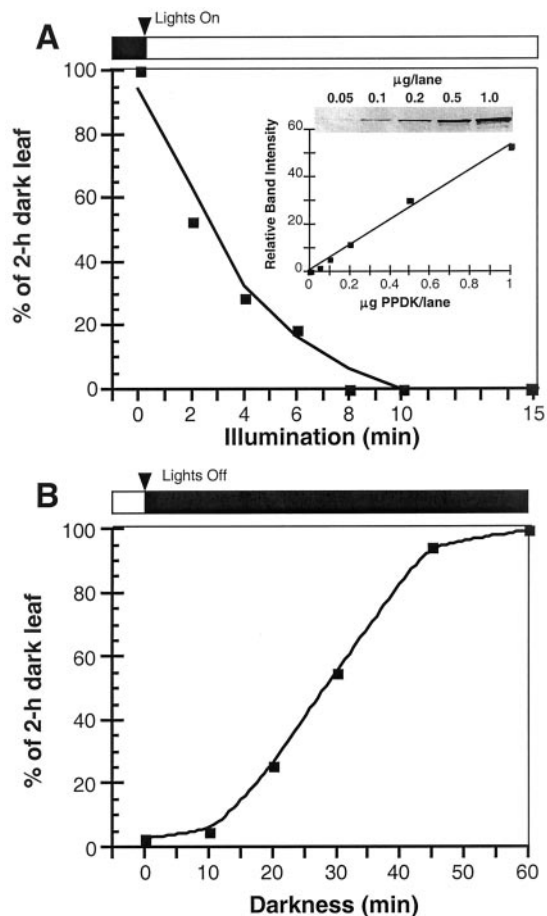 Lights On
A
100
80
60
40
20
0
% of 2-h dark leaf
0 2 4 6 8 10 15
Illumination (min)
µg/lane
0.05 0.1 0.2 0.5 1.0
60
40
20
0
Relative Band Intensity
0 0.2 0.4 0.6 0.8 1
µg PPDK/lane
Lights Off
B
100
80
60
40
20
0
% of 2-h dark leaf
0 10 20 30 40 50 60
Darkness (min)